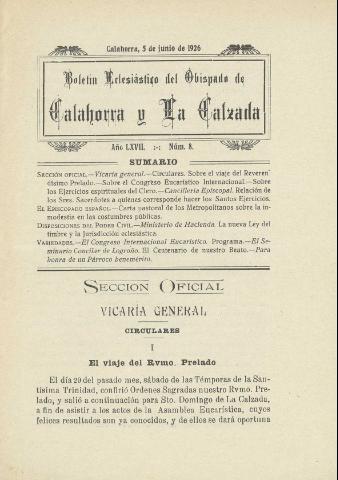 Calahorra, 5 de junio de 1926
Boletín Eclesiástico del Obispado de
Calahorra y La Calzada
Año LXVII. :-: Núm. 8.
SUMARIO
SECCIÓN OFICIAL.—Vicaría general.—Circulares. Sobre el viaje del Reveren-
dísimo Prelado.—Sobre el Congreso Eucarístico Internacional.—Sobre
los Ejercicios espirituales del Clero.—Cancillería Episcopal. Relación de
los Sres. Sacerdotes a quienes corresponde hacer los Santos Ejercicios.
EL EPISCOPADO ESPAÑOL.—Carta pastoral de los Metropolitanos sobre la in-
modestia en las costumbres públicas.
DISPOSICIONES DEL PODER CIVIL.—Ministerio de Hacienda. La nueva Ley del
timbre y la Jurisdicción eclesiástica
VARIEDADES.—El Congreso Internacional Eucarístico. Programa.—El Se-
minario Conciliar de Logroño. El Centenario de nuestro Beato.—Para
honra de un Párroco benemérito.
SECCION OFICIAL
VICARÍA GENERAL
CIRCULARES
I
El viaje del Rvmo. Prelado
El día 29 del pasado mes, sábado de las Témporas de la San-
tísima Trinidad, confirió Ordenes Sagradas nuestro Rvmo. Pre-
lado, y salió a continuación para Sto. Domingo de La Calzada,
a fin de asistir a los actos de la Asamblea Eucarística, cuyos
felices resultados son ya conocidos, y de ellos se dará oportuna